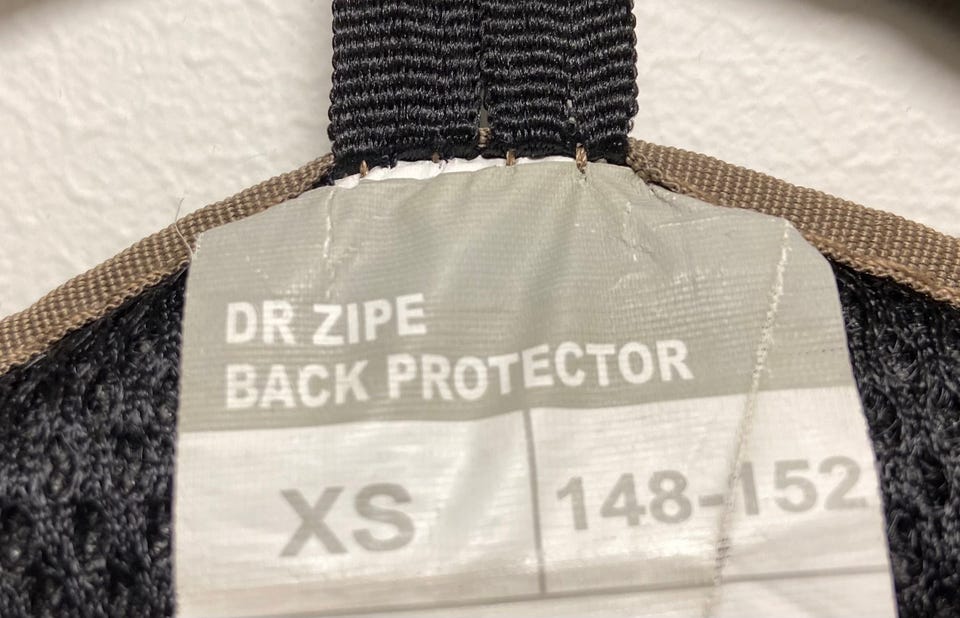 DR ZIPE
BACK PROTECTOR
XS
148-152